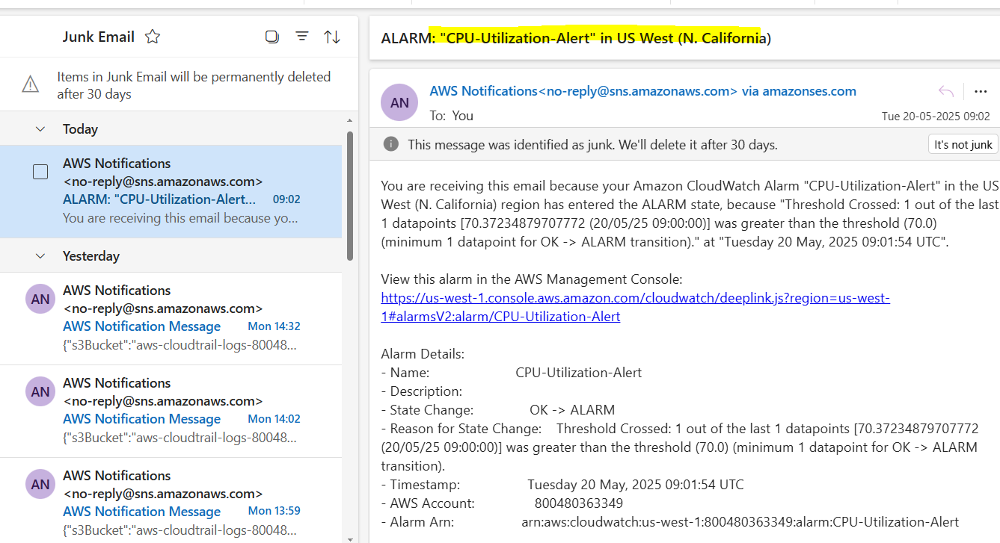 Junk Email
Items in Junk Email will be permanently deleted
after 30 days
Today
AWS Notifications
<no-reply@sns.amazonaws.com>
ALARM: "CPU-Utilization-Alert... 09:02
You are receiving this email because yo...
Yesterday
AN
AWS Notifications
<no-reply@sns.amazonaws.com>
AWS Notification Message Mon 14:32
{"s3Bucket":"aws-cloudtrail-logs-80048...
AN
AWS Notifications
<no-reply@sns.amazonaws.com>
AWS Notification Message Mon 14:02
{"s3Bucket":"aws-cloudtrail-logs-80048...
AN
AWS Notifications
<no-reply@sns.amazonaws.com>
AWS Notification Message Mon 13:59
{"s3Bucket":"aws-cloudtrail-logs-80048...
ALARM: "CPU-Utilization-Alert" in US West (N. California)
AN
AWS Notifications<no-reply@sns.amazonaws.com> via amazonses.com
To: You
Tue 20-05-2025 09:02
This message was identified as junk. We'll delete it after 30 days.
It's not junk
You are receiving this email because your Amazon CloudWatch Alarm "CPU-Utilization-Alert" in the US
West (N. California) region has entered the ALARM state, because "Threshold Crossed: 1 out of the last
1 datapoints [70.37234879707772 (20/05/25 09:00:00)] was greater than the threshold (70.0)
(minimum 1 datapoint for OK -> ALARM transition)." at "Tuesday 20 May, 2025 09:01:54 UTC".
View this alarm in the AWS Management Console:
https://us-west-1.console.aws.amazon.com/cloudwatch/deeplink.js?region=us-west-
1#alarmsV2:alarm/CPU-Utilization-Alert
Alarm Details:
- Name: CPU-Utilization-Alert
- Description:
- State Change: OK -> ALARM
- Reason for State Change: Threshold Crossed: 1 out of the last 1 datapoints [70.37234879707772
(20/05/25 09:00:00)] was greater than the threshold (70.0) (minimum 1 datapoint for OK -> ALARM
transition).
- Timestamp: Tuesday 20 May, 2025 09:01:54 UTC
- AWS Account: 800480363349
- Alarm Arn: arn:aws:cloudwatch:us-west-1:800480363349:alarm:CPU-Utilization-Alert